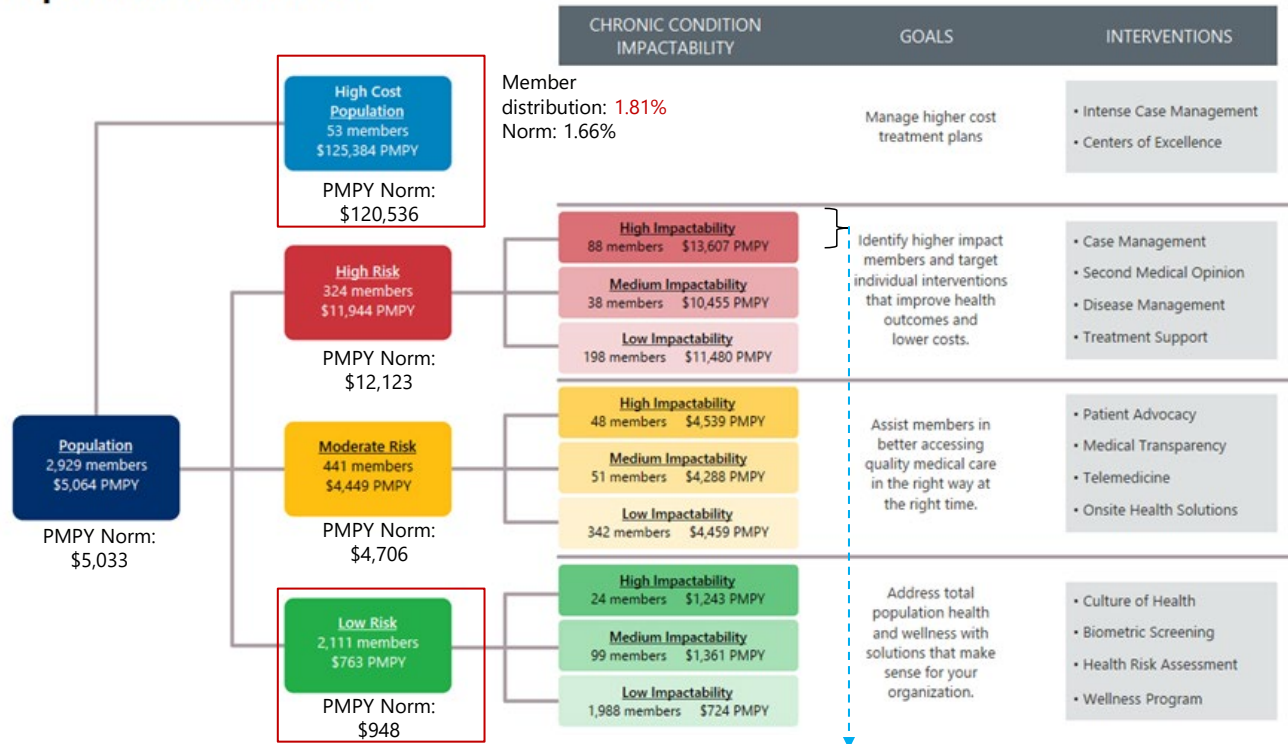 CHRONIC CONDITION
IMPACTABILITY
GOALS
INTERVENTIONS
High Cost
Population
53 members
$125,384 PMPY
PMPY Norm:
$120,536
Member
distribution: 1.81%
Norm: 1.66%
Manage higher cost
treatment plans
• Intense Case Management
• Centers of Excellence
High Risk
324 members
$11,944 PMPY
PMPY Norm:
$12,123
High Impactability
88 members $13,607 PMPY
Medium Impactability
38 members $10,455 PMPY
Low Impactability
198 members $11,480 PMPY
Identify higher impact
members and target
individual interventions
that improve health
outcomes and
lower costs.
• Case Management
• Second Medical Opinion
• Disease Management
• Treatment Support
Population
2,929 members
$5,064 PMPY
PMPY Norm:
$5,033
Moderate Risk
441 members
$4,449 PMPY
PMPY Norm:
$4,706
High Impactability
48 members $4,539 PMPY
Medium Impactability
51 members $4,288 PMPY
Low Impactability
342 members $4,459 PMPY
Assist members in
better accessing
quality medical care
in the right way at
the right time.
• Patient Advocacy
• Medical Transparency
• Telemedicine
• Onsite Health Solutions
Low Risk
2,111 members
$763 PMPY
PMPY Norm:
$948
High Impactability
24 members $1,243 PMPY
Medium Impactability
99 members $1,361 PMPY
Low Impactability
1,988 members $724 PMPY
Address total
population health
and wellness with
solutions that make
sense for your
organization.
• Culture of Health
• Biometric Screening
• Health Risk Assessment
• Wellness Program